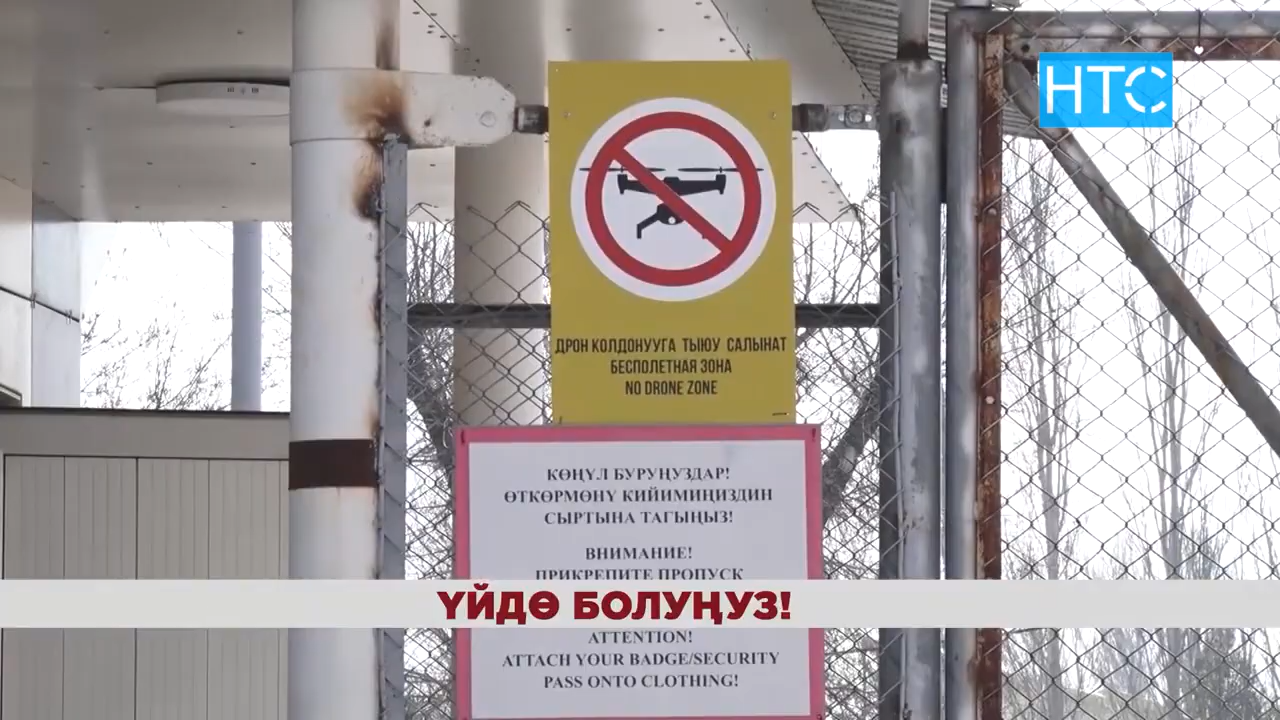 НТС
ДРОН КОЛДОНУУГА ТЫЮУ САЛЫНАТ
БЕСПОЛЕТНАЯ ЗОНА
NO DRONE ZONE
КӨҢҮЛ БУРУҢУЗДАР!
ӨТКӨРМӨНҮ КИЙИМИҢИЗДИН
СЫРТЫНА ТАГЫҢЫЗ!
ВНИМАНИЕ!
ПРИКРЕПИТЕ ПРОПУСК
ҮЙДӨ БОЛУҢУЗ!
ATTENTION!
ATTACH YOUR BADGE/SECURITY
PASS ONTO CLOTHING!